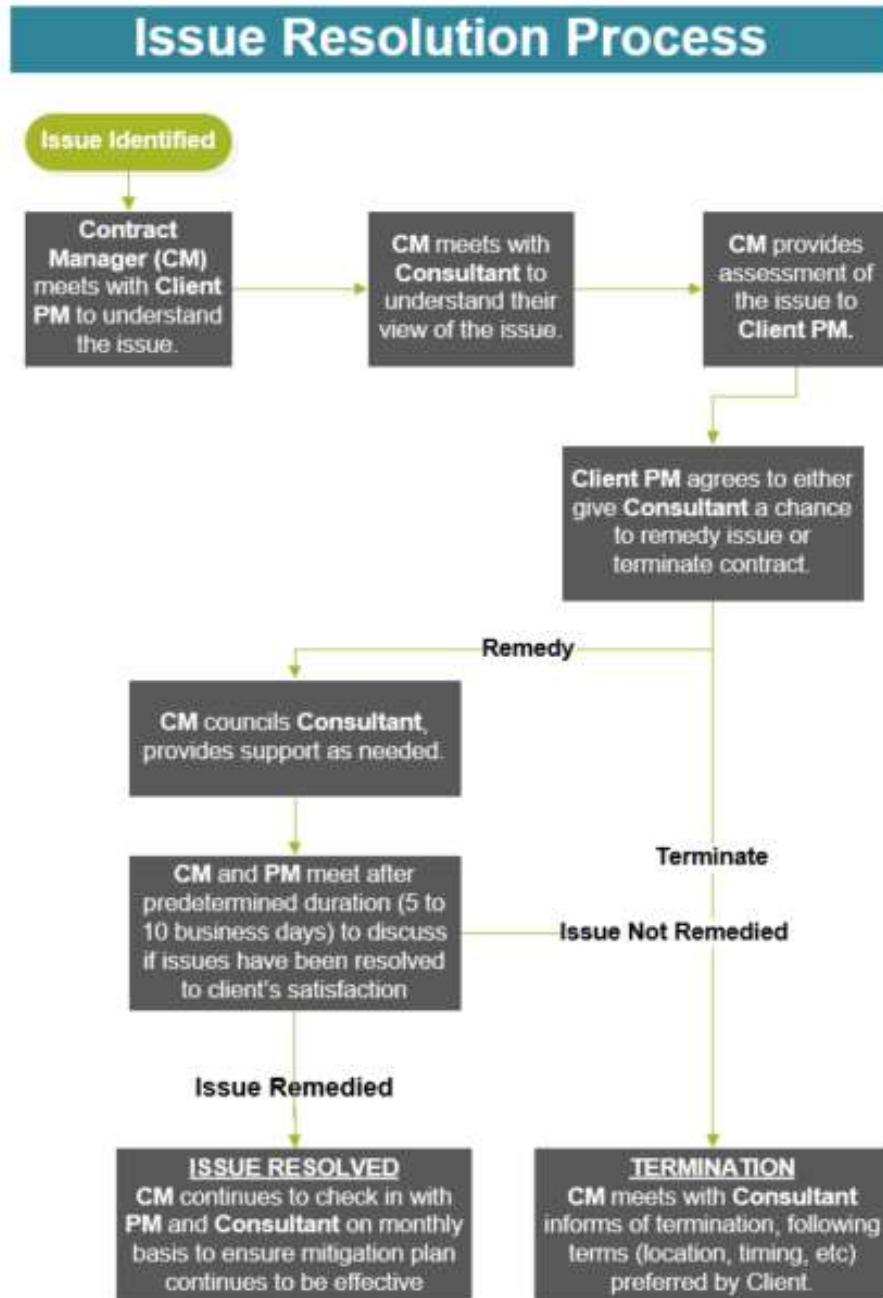 Issue Resolution Process
Issue Identified
Contract
Manager (CM)
meets with Client
PM to understand
the issue.
CM meets with
Consultant to
understand their
view of the issue.
CM provides
assessment of
the issue to
Client PM.
Client PM agrees to either
give Consultant a chance
to remedy issue or
terminate contract.
Remedy
CM councils Consultant,
provides support as needed.
Terminate
CM and PM meet after
predetermined duration (5 to
10 business days) to discuss
if issues have been resolved
to client's satisfaction
Issue Not Remedied
Issue Remedied
ISSUE RESOLVED
CM continues to check in with
PM and Consultant on monthly
basis to ensure mitigation plan
continues to be effective
TERMINATION
CM meets with Consultant
informs of termination, following
terms (location, timing, etc)
preferred by Client.